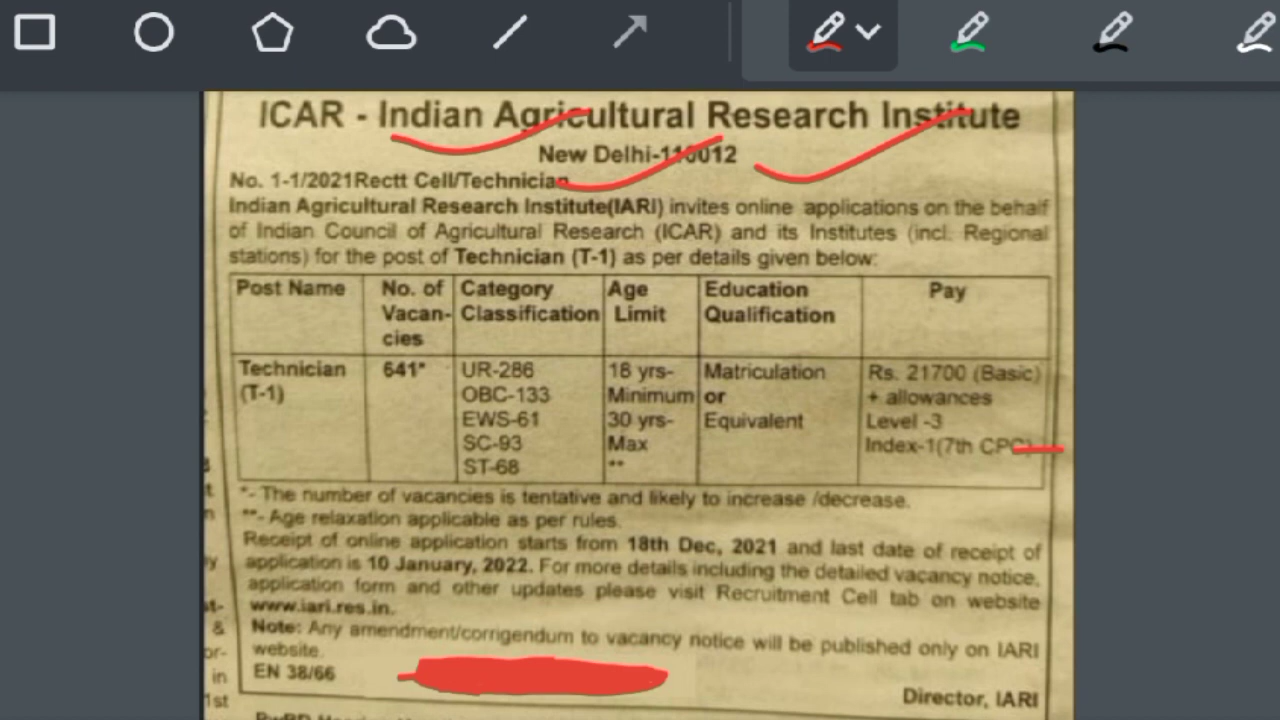 ICAR - Indian Agricultural Research Institute
New Delhi-110012
No. 1-1/2021Rectt Cell/Technician
Indian Agricultural Research Institute(IARI) invites online applications on the behalf
of Indian Council of Agricultural Research (ICAR) and its Institutes (incl. Regional
stations) for the post of Technician (T-1) as per details given below:
Post Name No. of Vacan-cies Category Classification Age Limit Education Qualification Pay
Technician (T-1) 641* UR-286 OBC-133 EWS-61 SC-93 ST-68 18 yrs- Minimum 30 yrs- Max ** Matriculation or Equivalent Rs. 21700 (Basic) + allowances Level -3 Index-1(7th CPC)
*- The number of vacancies is tentative and likely to increase /decrease.
**- Age relaxation applicable as per rules.
Receipt of online application starts from 18th Dec, 2021 and last date of receipt of
application is 10 January, 2022. For more details including the detailed vacancy notice,
application form and other updates please visit Recruitment Cell tab on website
www.iari.res.in.
Note: Any amendment/corrigendum to vacancy notice will be published only on IARI
website.
EN 38/66
Director, IARI
st-
&
or-
in
1st